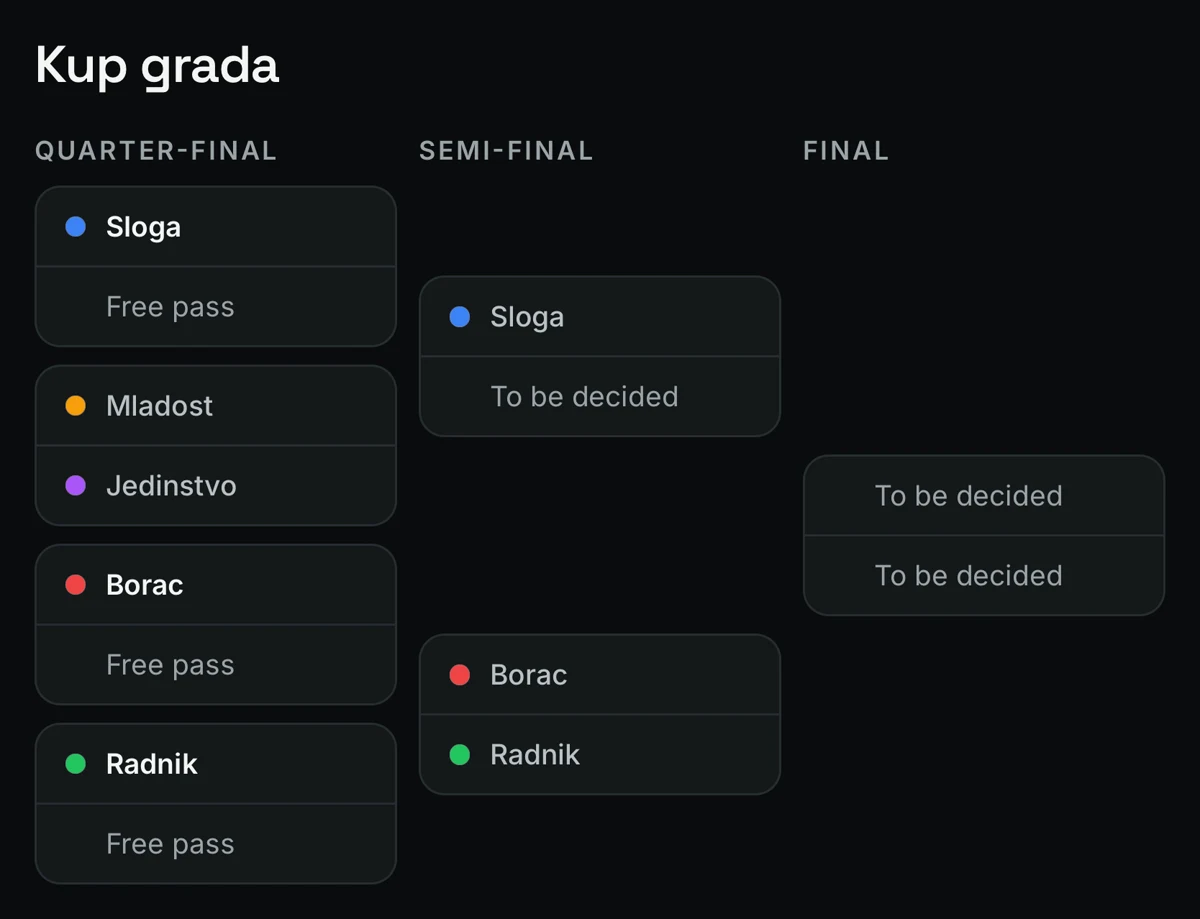 Kup grada
QUARTER-FINAL
Sloga
Free pass
Mladost
Jedinstvo
Borac
Free pass
Radnik
Free pass
SEMI-FINAL
Sloga
To be decided
Borac
Radnik
FINAL
To be decided
To be decided